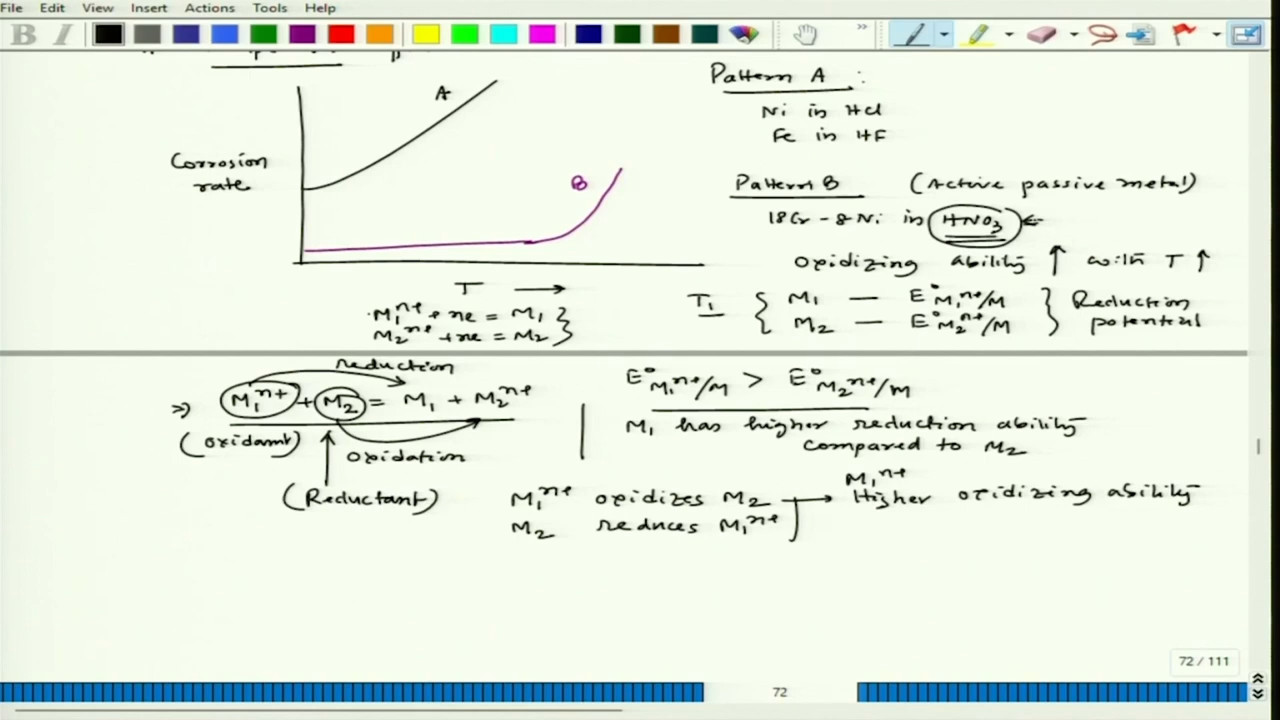 File Edit View Insert Actions Tools Help
A
B
Corrosion
rate
T →
M₁ⁿ⁺ + ne = M₁
M₂ⁿ⁺ + ne = M₂
Pattern A :
Ni in HCl
Fe in HF
Pattern B (Active passive metal)
18Cr - 8Ni in HNO₃ ←
Oxidizing ability ↑ with T ↑
T₁ { M₁ — E°M₁ⁿ⁺/M } Reduction
M₂ — E°M₂ⁿ⁺/M potential
reduction
⇒ M₁ⁿ⁺ + M₂ = M₁ + M₂ⁿ⁺
(oxidant)
oxidation
(Reductant)
E°M₁ⁿ⁺/M > E°M₂ⁿ⁺/M
M₁ has higher reduction ability
compared to M₂
M₁ⁿ⁺ oxidizes M₂ → M₁ⁿ⁺ Higher oxidizing ability
M₂ reduces M₁ⁿ⁺
72 / 111
72